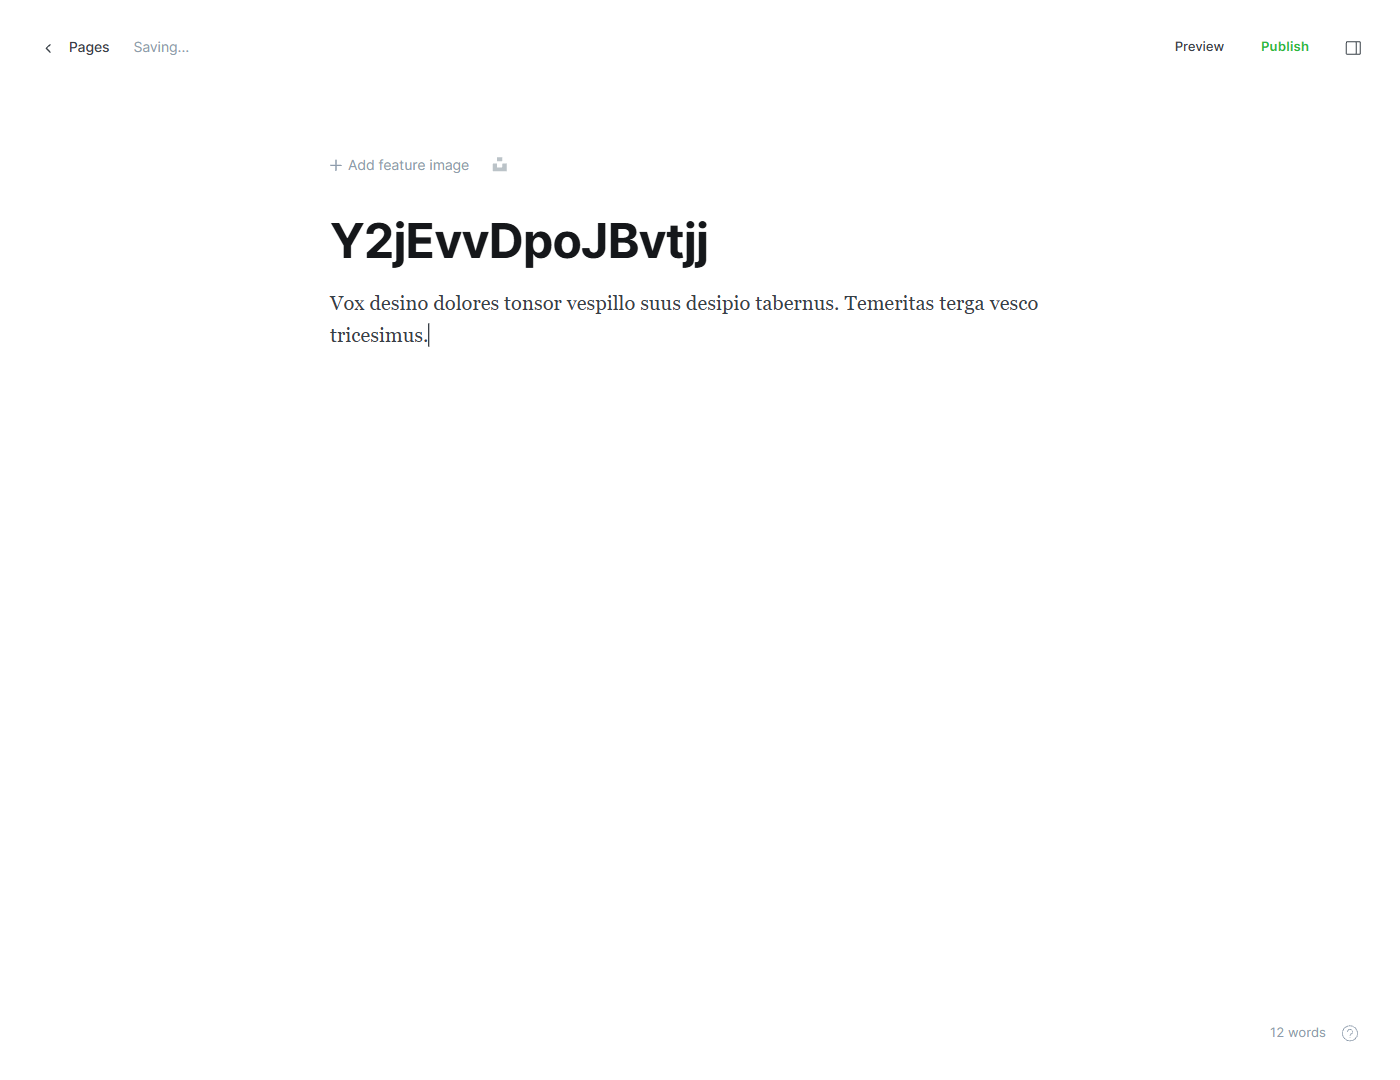 Pages Saving...
Preview Publish
Add feature image
Y2jEvvDpoJBvtjj
Vox desino dolores tonsor vespillo suus desipio tabernus. Temeritas terga vesco
tricesimus.
12 words